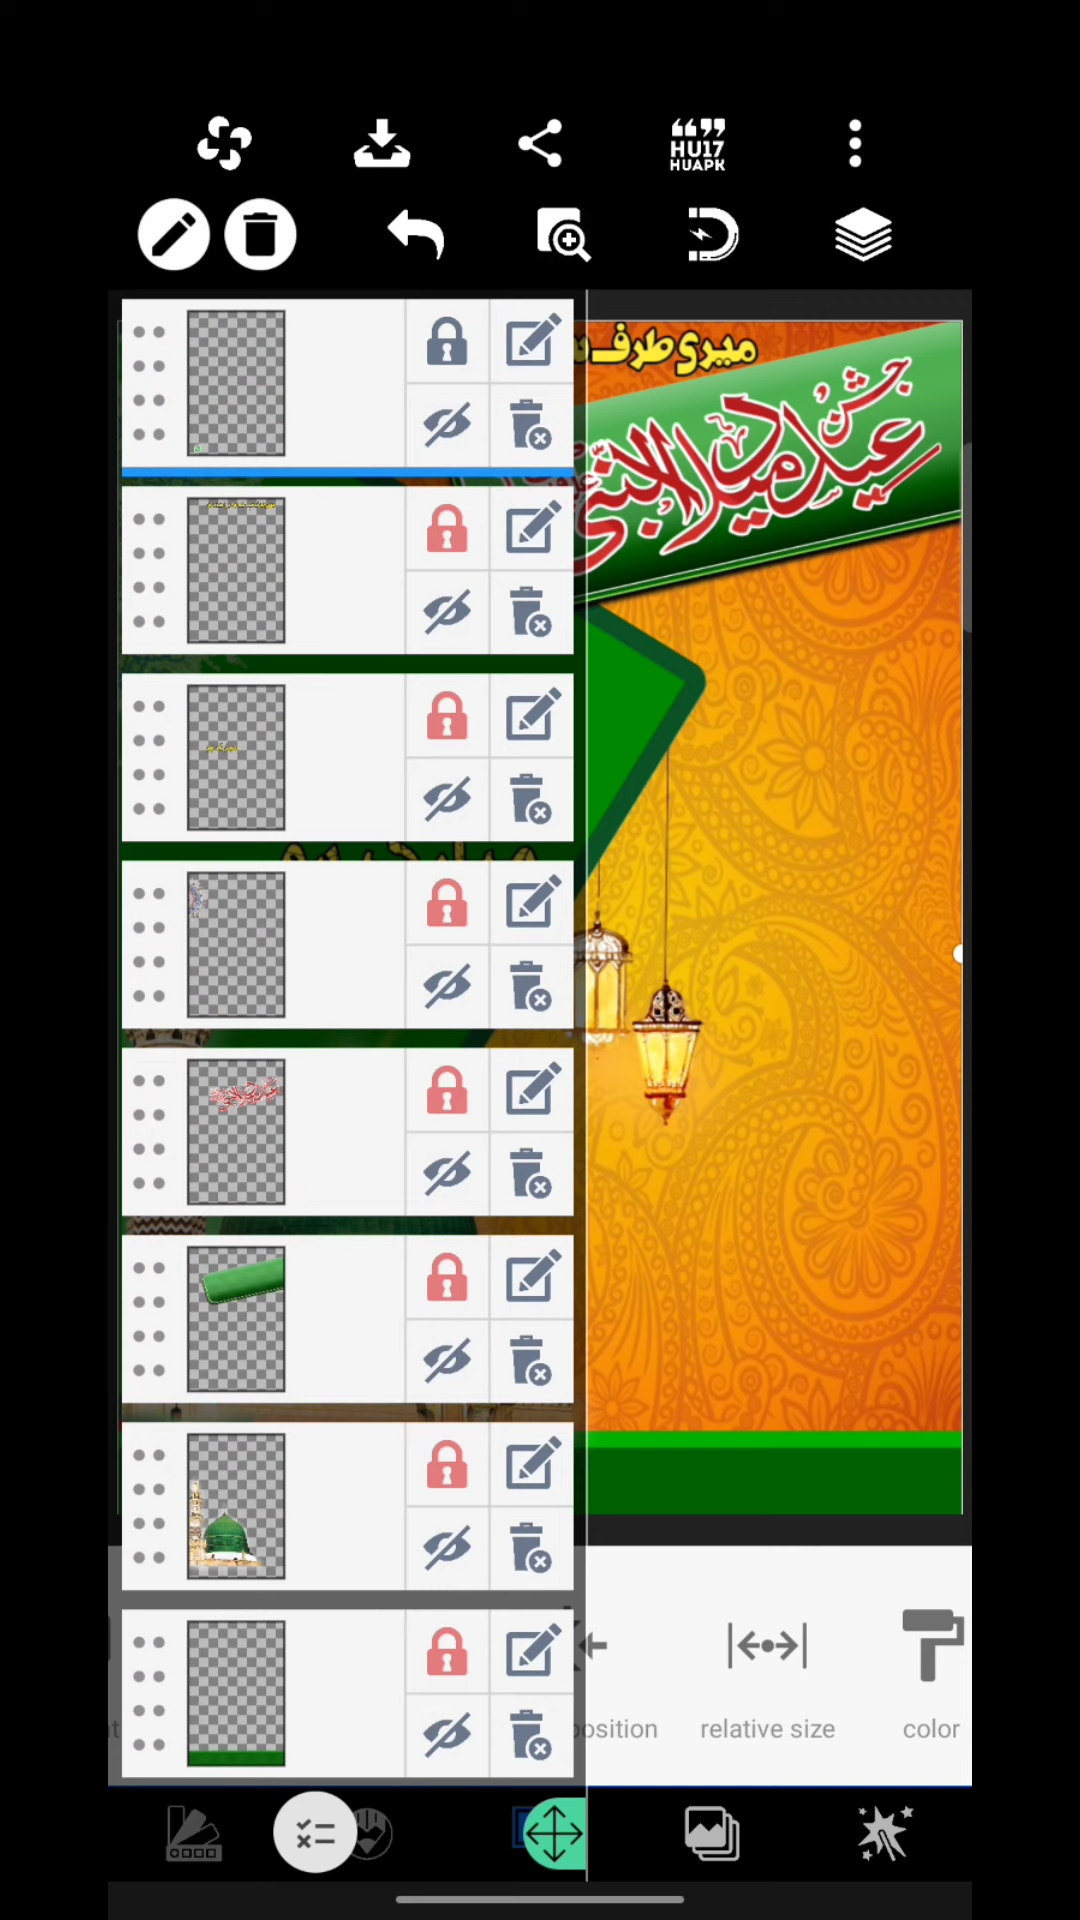 HU17
HUAPK
میری طرف
جشن
عید میلاد النبی
position
relative size
color